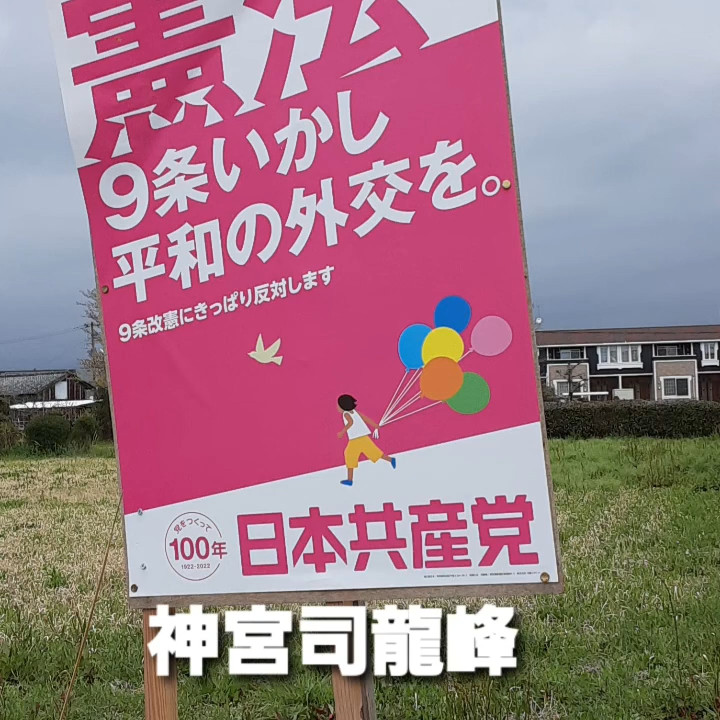 憲法
9条いかし
平和の外交を。
9条改憲にきっぱり反対します
党をつくって
100年
1922-2022
日本共産党
神宮司龍峰